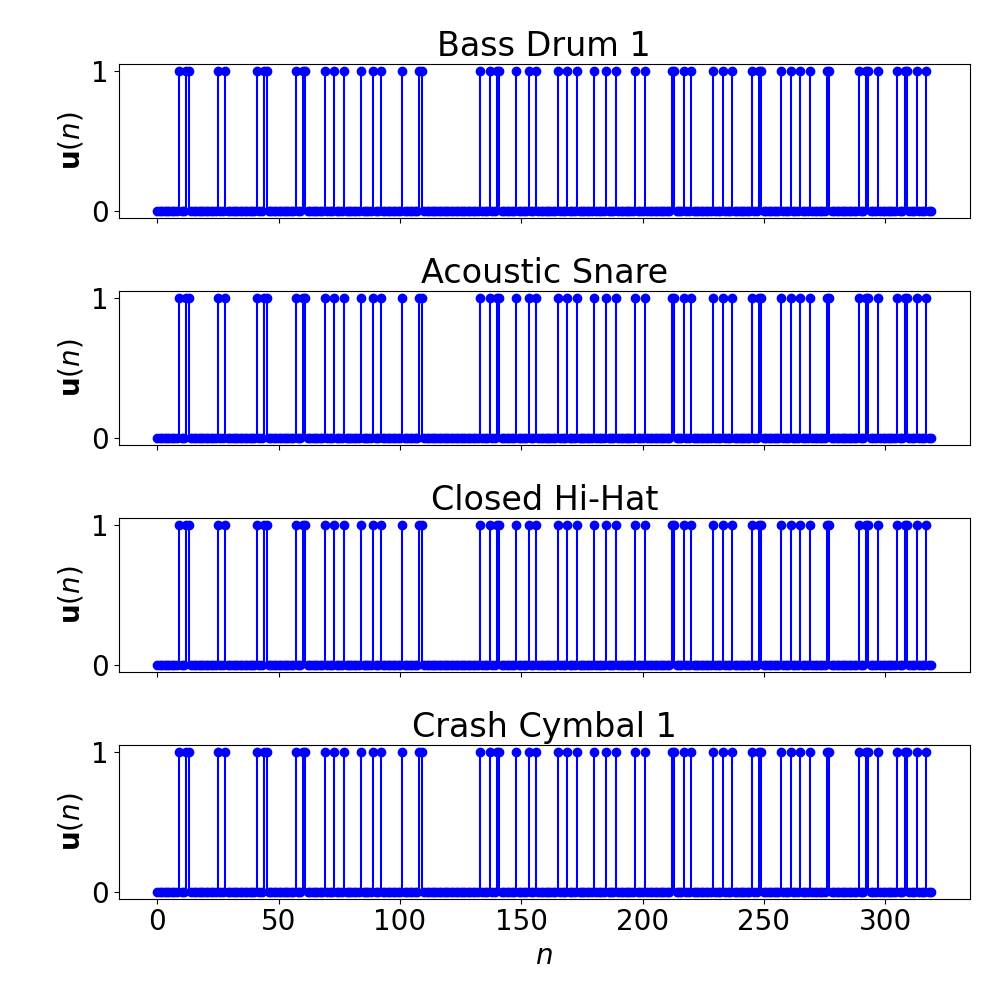 Bass Drum 1
1
u(n)
0
Acoustic Snare
1
u(n)
0
Closed Hi-Hat
1
u(n)
0
Crash Cymbal 1
1
u(n)
0
0 50 100 150 200 250 300
n